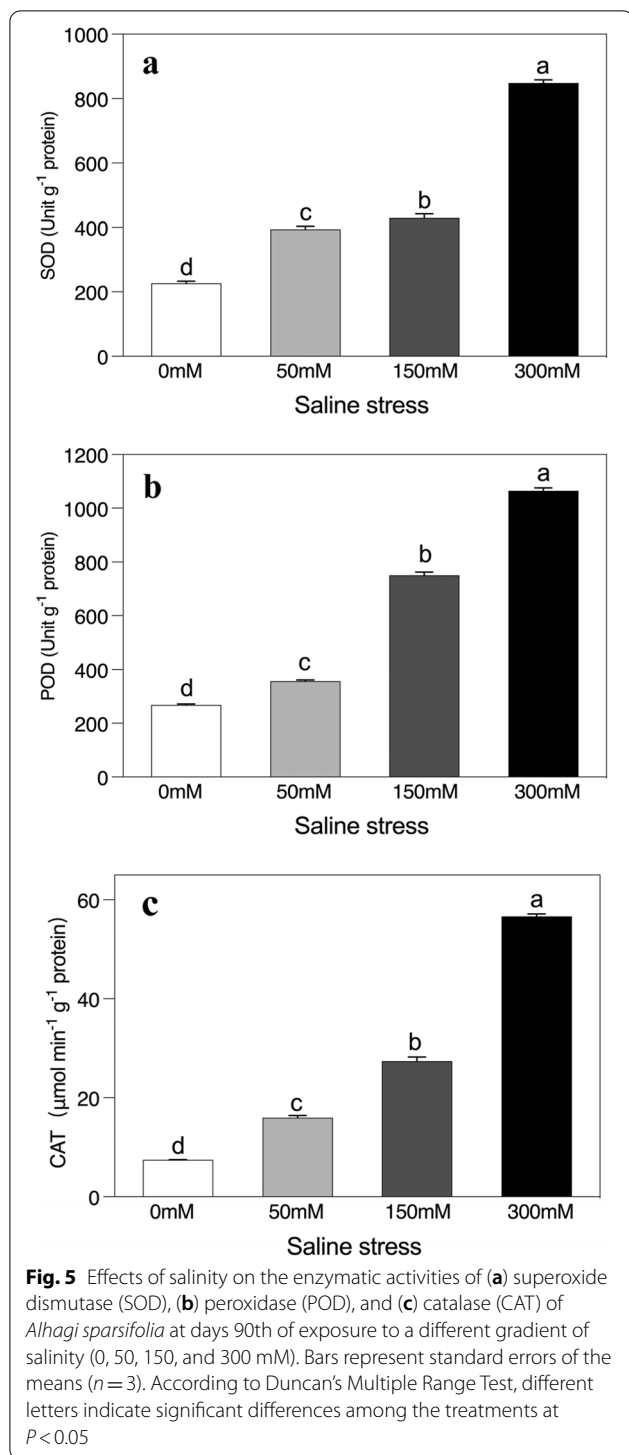 a
1000
800
600
400
200
0
SOD (Unit g⁻¹ protein)
d
c
b
a
0mM 50mM 150mM 300mM
Saline stress
b
1200
1000
800
600
400
200
0
POD (Unit g⁻¹ protein)
d
c
b
a
0mM 50mM 150mM 300mM
Saline stress
c
60
40
20
0
CAT (µmol min⁻¹ g⁻¹ protein)
d
c
b
a
0mM 50mM 150mM 300mM
Saline stress
Fig. 5 Effects of salinity on the enzymatic activities of (a) superoxide
dismutase (SOD), (b) peroxidase (POD), and (c) catalase (CAT) of
Alhagi sparsifolia at days 90th of exposure to a different gradient of
salinity (0, 50, 150, and 300 mM). Bars represent standard errors of the
means (n = 3). According to Duncan's Multiple Range Test, different
letters indicate significant differences among the treatments at
P < 0.05